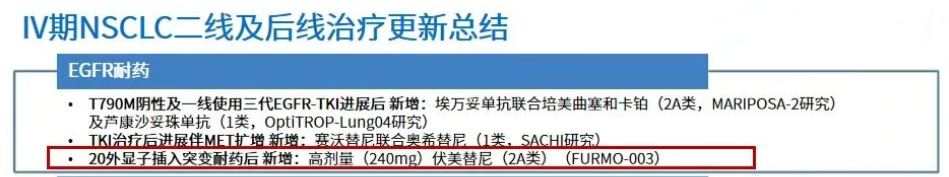 IV期NSCLC二线及后线治疗更新总结
EGFR耐药
• T790M阴性及一线使用三代EGFR-TKI进展后 新增：埃万妥单抗联合培美曲塞和卡铂（2A类，MARIPOSA-2研究）
及芦康沙妥珠单抗（1类，OptiTROP-Lung04研究）
• TKI治疗后进展伴MET扩增 新增：赛沃替尼联合奥希替尼（1类，SACHI研究）
• 20外显子插入突变耐药后 新增：高剂量（240mg）伏美替尼（2A类）（FURMO-003）